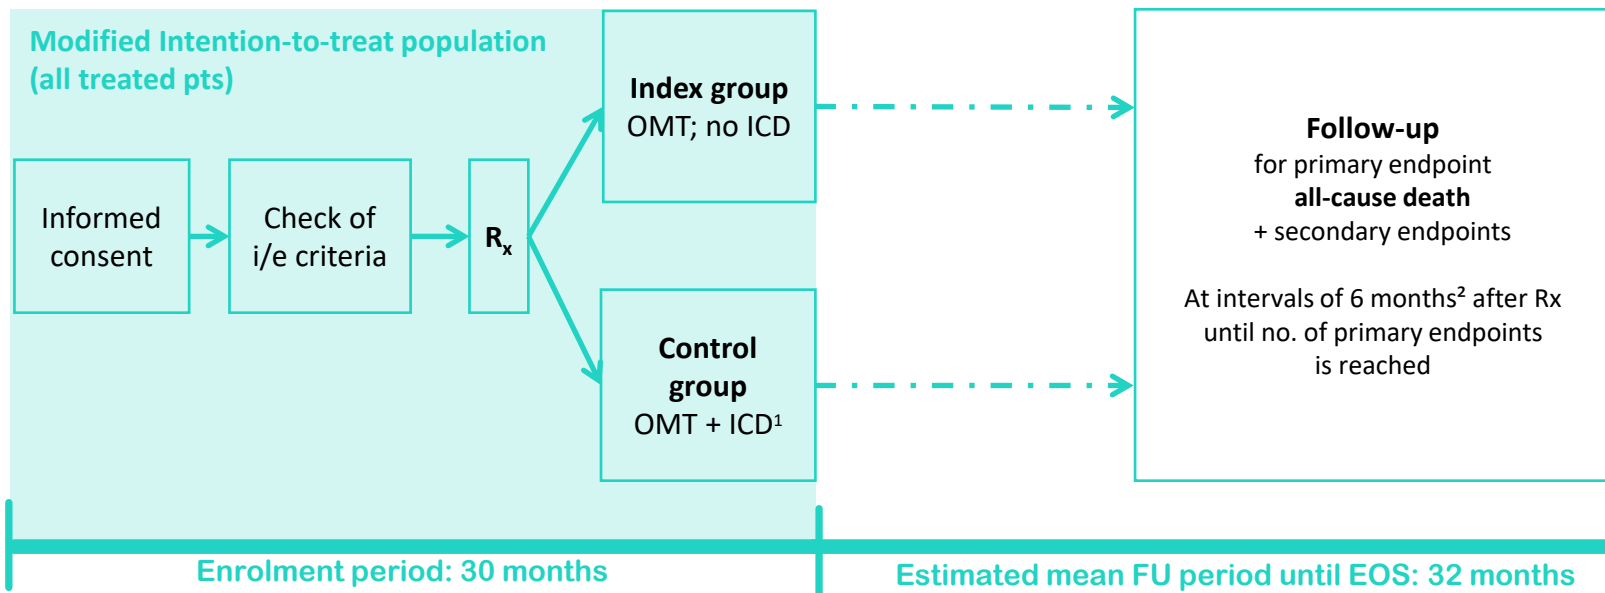 Modified Intention-to-treat population
(all treated pts)
Informed
consent
Check of
i/e criteria
Rₓ
Index group
OMT; no ICD
Control
group
OMT + ICD¹
Follow-up
for primary endpoint
all-cause death
+ secondary endpoints
At intervals of 6 months² after Rx
until no. of primary endpoints
is reached
Enrolment period: 30 months
Estimated mean FU period until EOS: 32 months